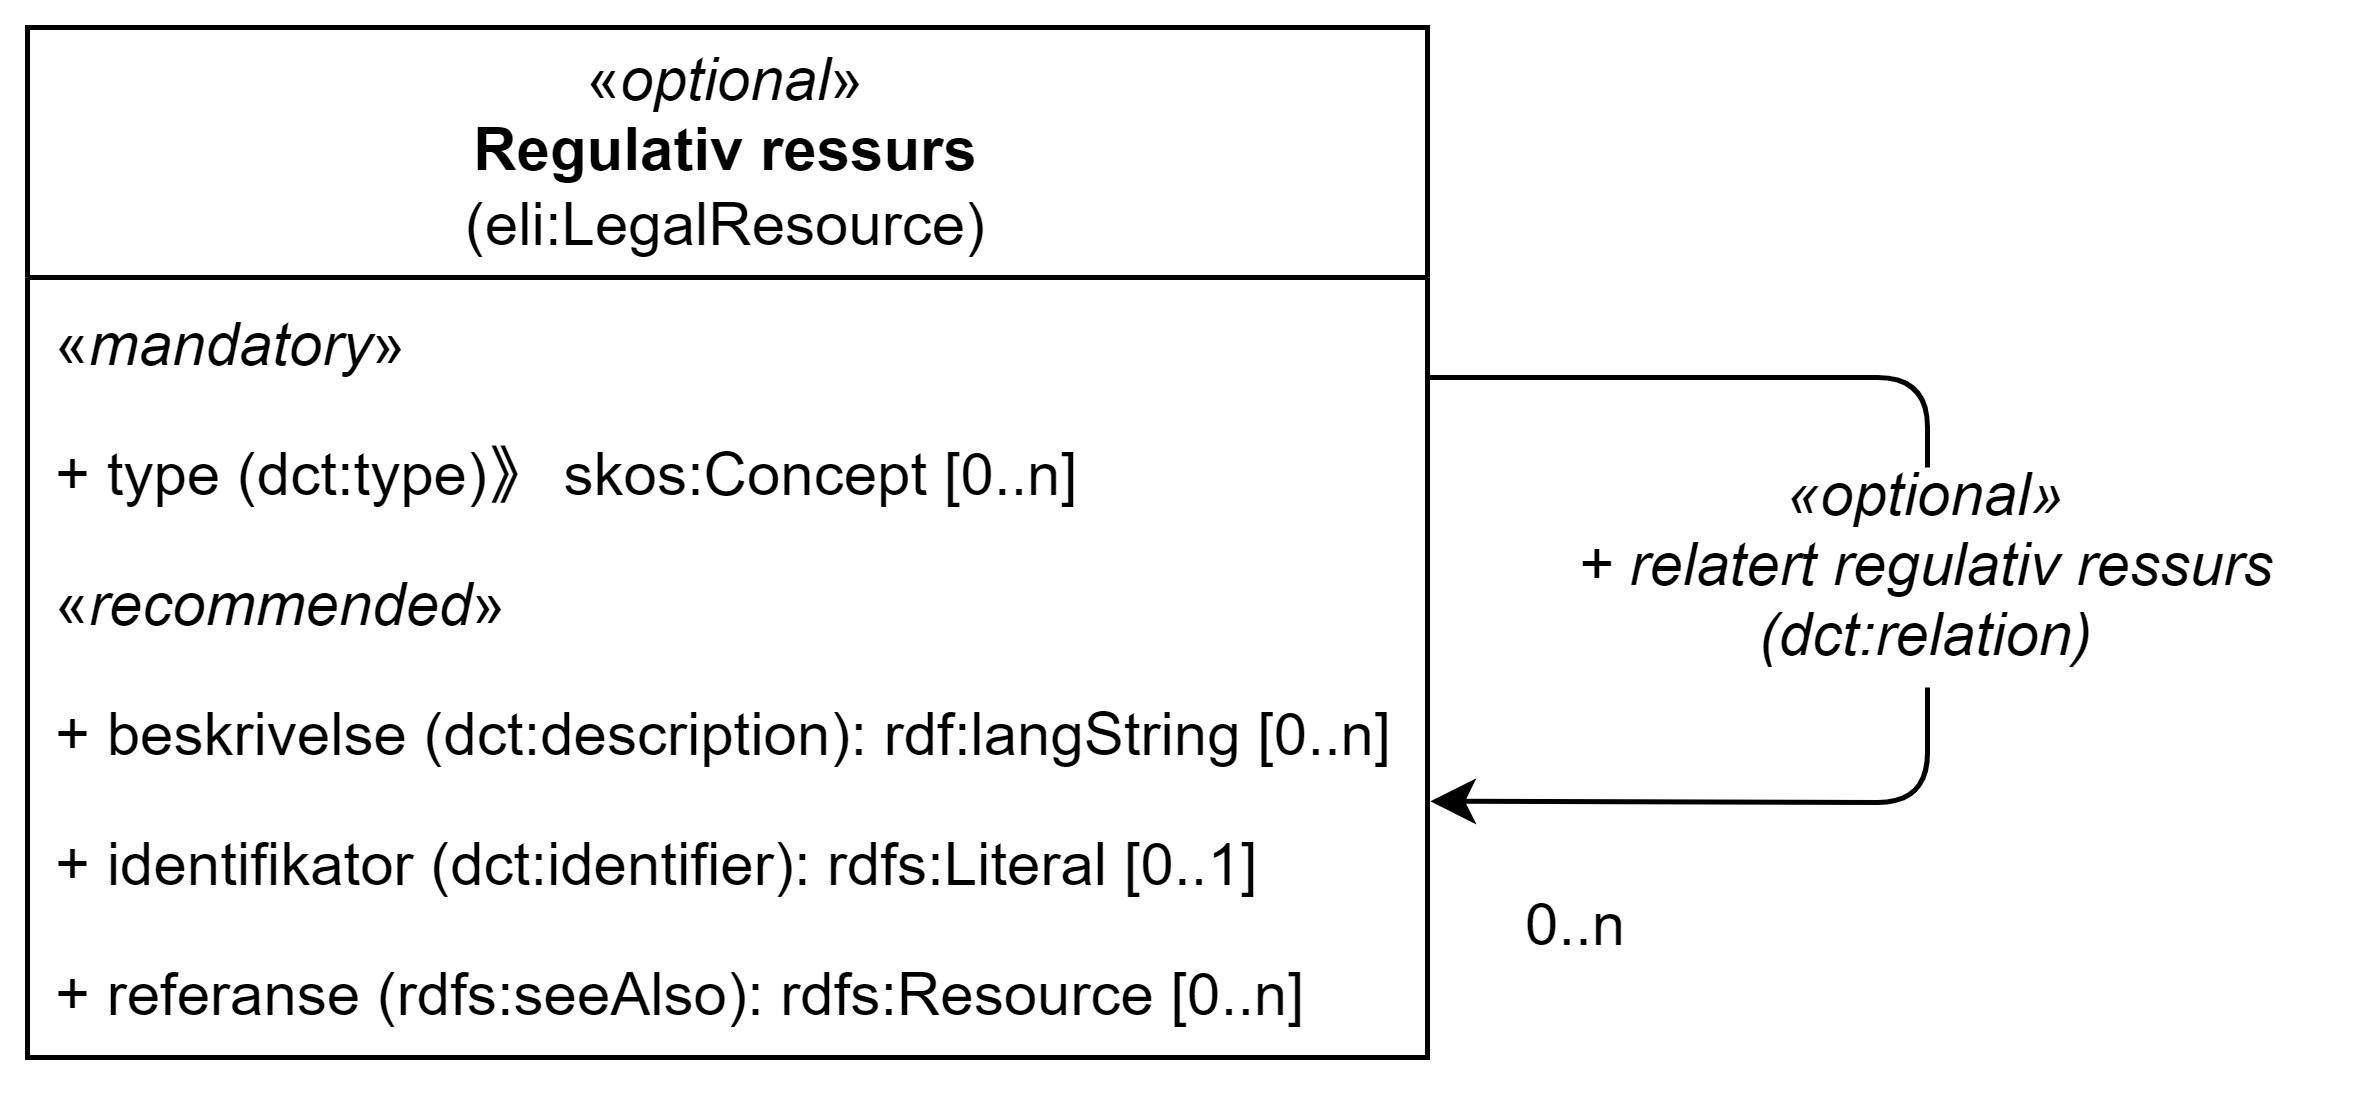 «optional»
Regulativ ressurs
(eli:LegalResource)
«mandatory»
+ type (dct:type)》 skos:Concept [0..n]
«recommended»
+ beskrivelse (dct:description): rdf:langString [0..n]
+ identifikator (dct:identifier): rdfs:Literal [0..1]
+ referanse (rdfs:seeAlso): rdfs:Resource [0..n]
«optional»
+ relatert regulativ ressurs
(dct:relation)
0..n